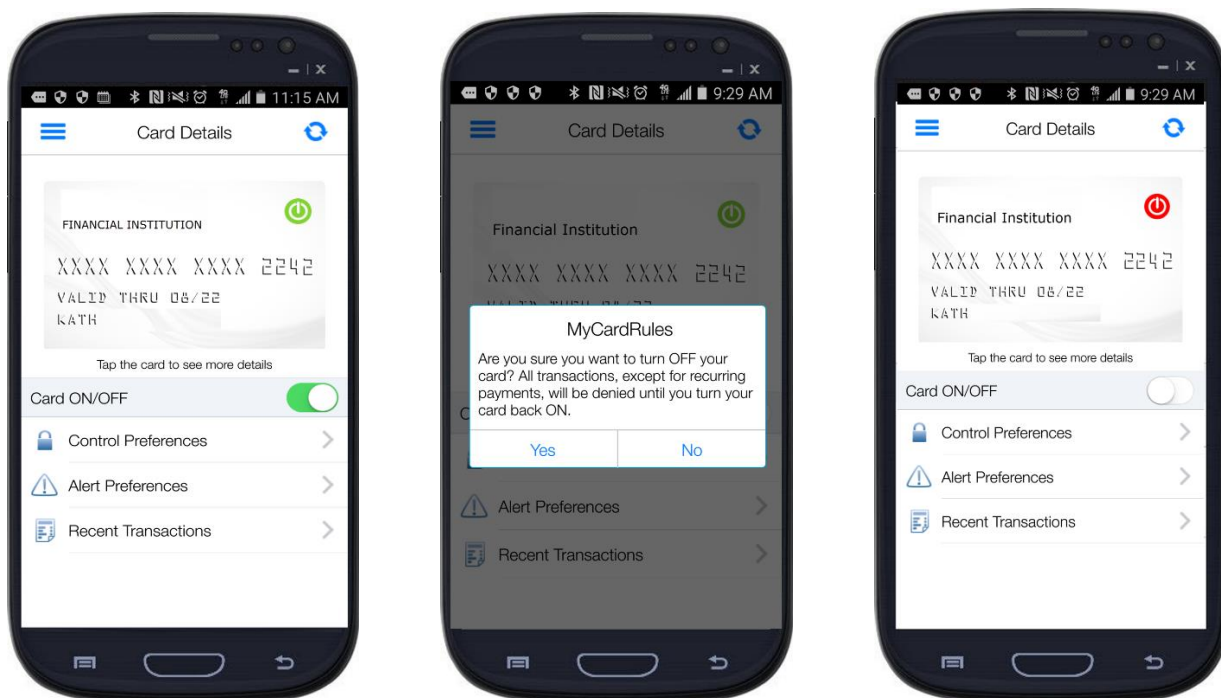 11:15 AM
Card Details
FINANCIAL INSTITUTION
XXXX XXXX XXXX 2242
VALID THRU 08/22
KATH
Tap the card to see more details
Card ON/OFF
Control Preferences
Alert Preferences
Recent Transactions
9:29 AM
Card Details
Financial Institution
XXXX XXXX XXXX 2242
VALID THRU 08/22
MyCardRules
Are you sure you want to turn OFF your
card? All transactions, except for recurring
payments, will be denied until you turn your
card back ON.
Yes
No
Alert Preferences
Recent Transactions
9:29 AM
Card Details
Financial Institution
XXXX XXXX XXXX 2242
VALID THRU 08/22
KATH
Tap the card to see more details
Card ON/OFF
Control Preferences
Alert Preferences
Recent Transactions